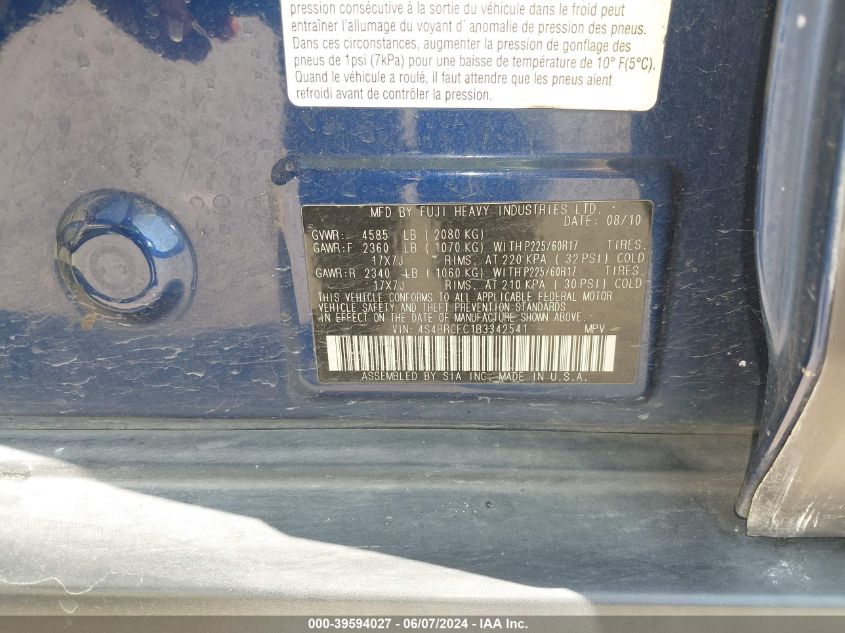 pression consécutive à la sortie du véhicule dans le froid peut
entraîner l'allumage du voyant d' anomalie de pression des pneus.
Dans ces circonstances, augmenter la pression de gonflage des
pneus de 1psi (7kPa) pour une baisse de température de 10° F(5°C).
Quand le véhicule a roulé, il faut attendre que les pneus aient
refroidi avant de contrôler la pression.
MFD BY FUJI HEAVY INDUSTRIES LTD.
DATE: 08/10
GVWR: 4585 LB ( 2080 KG)
GAWR:F 2360 LB ( 1070 KG) WITH P225/60R17 TIRES.
17X7J RIMS, AT 220 KPA ( 32 PSI) COLD
GAWR:R 2340 LB ( 1060 KG) WITH P225/60R17 TIRES.
17X7J RIMS, AT 210 KPA ( 30 PSI) COLD
THIS VEHICLE CONFORMS TO ALL APPLICABLE FEDERAL MOTOR
VEHICLE SAFETY AND THEFT PREVENTION STANDARDS
IN EFFECT ON THE DATE OF MANUFACTURE SHOWN ABOVE.
VIN: 4S4BRCFC1B3342541 MPV
ASSEMBLED BY SIA INC. MADE IN U.S.A.
000-39594027 - 06/07/2024 - IAA Inc.